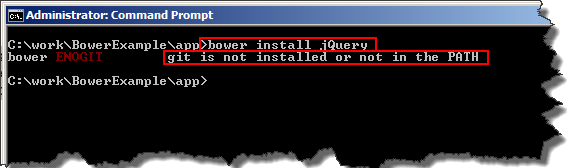 Administrator: Command Prompt
C:\work\BowerExample\app>bower install jQuery
bower ENOGIT git is not installed or not in the PATH
C:\work\BowerExample\app>